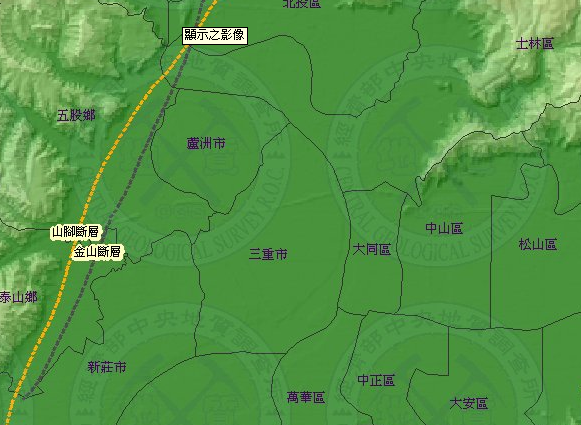 北投區
顯示之影像
士林區
五股鄉
蘆洲市
中山區
山腳斷層
松山區
金山斷層
三重市
大同區
泰山鄉
新莊市
中正區
萬華區
大安區